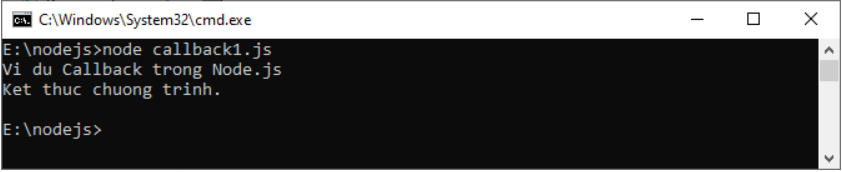 C:\Windows\System32\cmd.exe
E:\nodejs>node callback1.js
Vi du Callback trong Node.js
Ket thuc chuong trinh.
E:\nodejs>